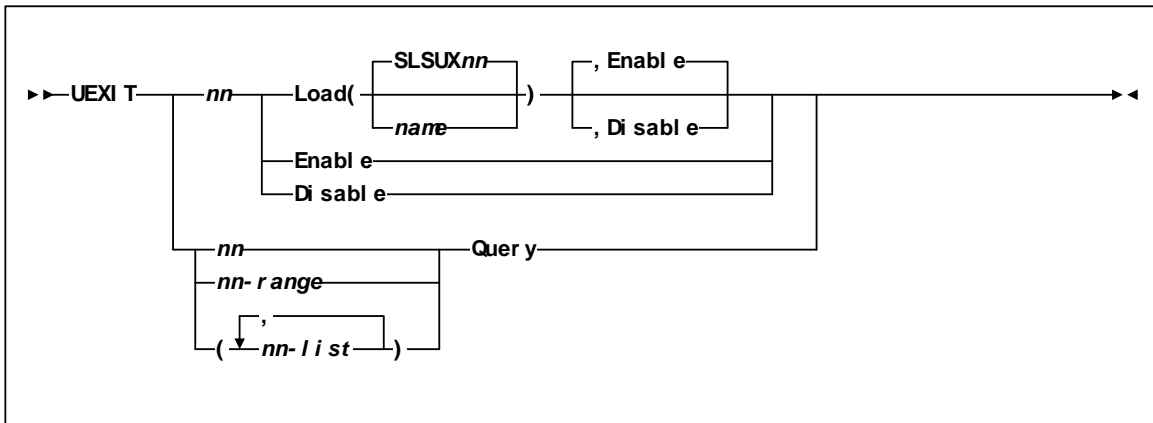 SLSUXnn , Enable
UEXIT nn Load( )
name , Disable
Enable
Disable
nn Query
nn-range
,
( nn-list )